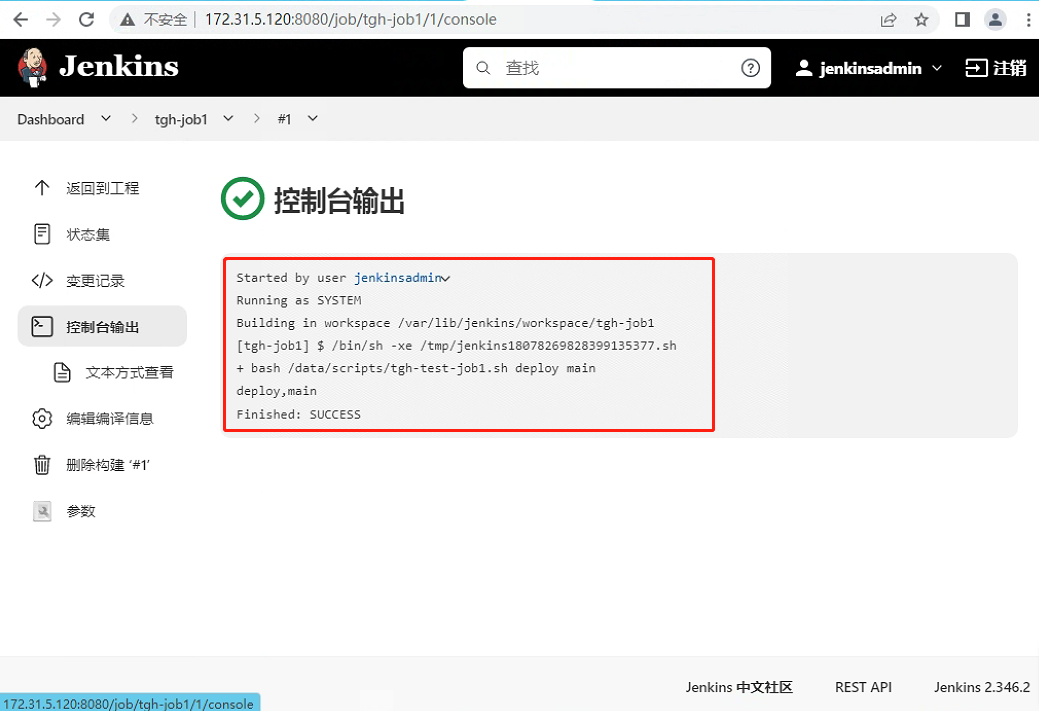 不安全 172.31.5.120:8080/job/tgh-job1/1/console
Jenkins 查找 jenkinsadmin 注销
Dashboard tgh-job1 #1
返回到工程
状态集
变更记录
控制台输出
文本方式查看
编辑编译信息
删除构建 ‘#1’
参数
控制台输出
Started by user jenkinsadmin
Running as SYSTEM
Building in workspace /var/lib/jenkins/workspace/tgh-job1
[tgh-job1] $ /bin/sh -xe /tmp/jenkins18078269828399135377.sh
+ bash /data/scripts/tgh-test-job1.sh deploy main
deploy,main
Finished: SUCCESS
Jenkins 中文社区 REST API Jenkins 2.346.2
172.31.5.120:8080/job/tgh-job1/1/console